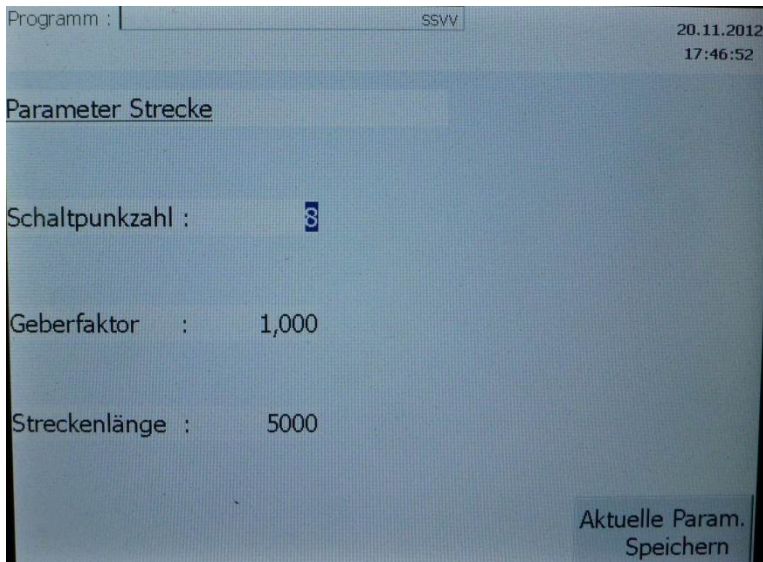 Programm : ssvv
20.11.2012
17:46:52
Parameter Strecke
Schaltpunkzahl : 8
Geberfaktor : 1,000
Streckenlänge : 5000
Aktuelle Param.
Speichern